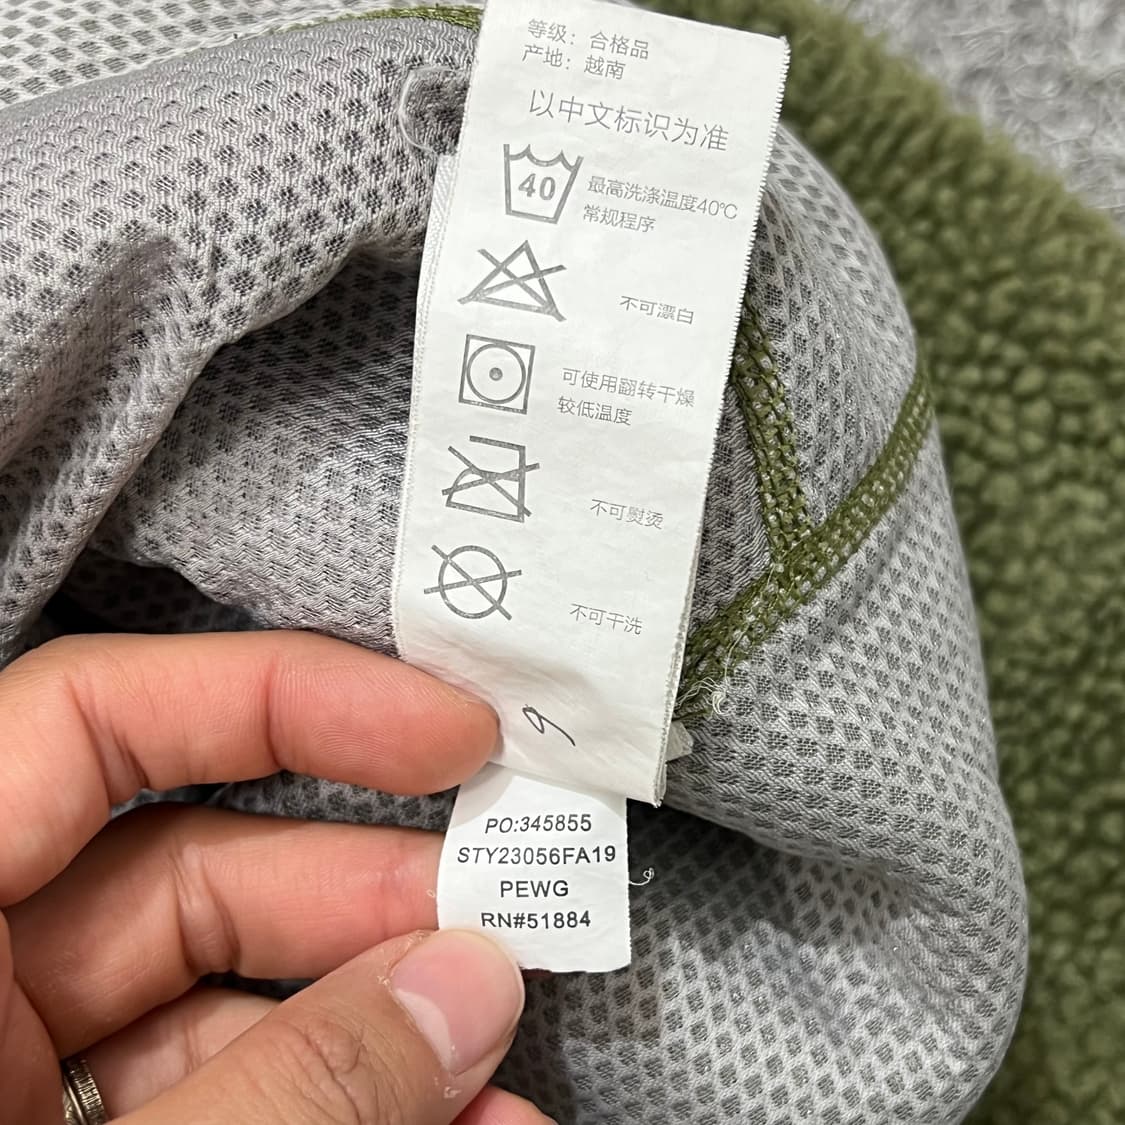 等级：合格品
产地：越南
以中文标识为准
40
最高洗涤温度40℃
常规程序
不可漂白
可使用翻转干燥
较低温度
不可熨烫
不可干洗
9
PO:345855
STY23056FA19
PEWG
RN#51884